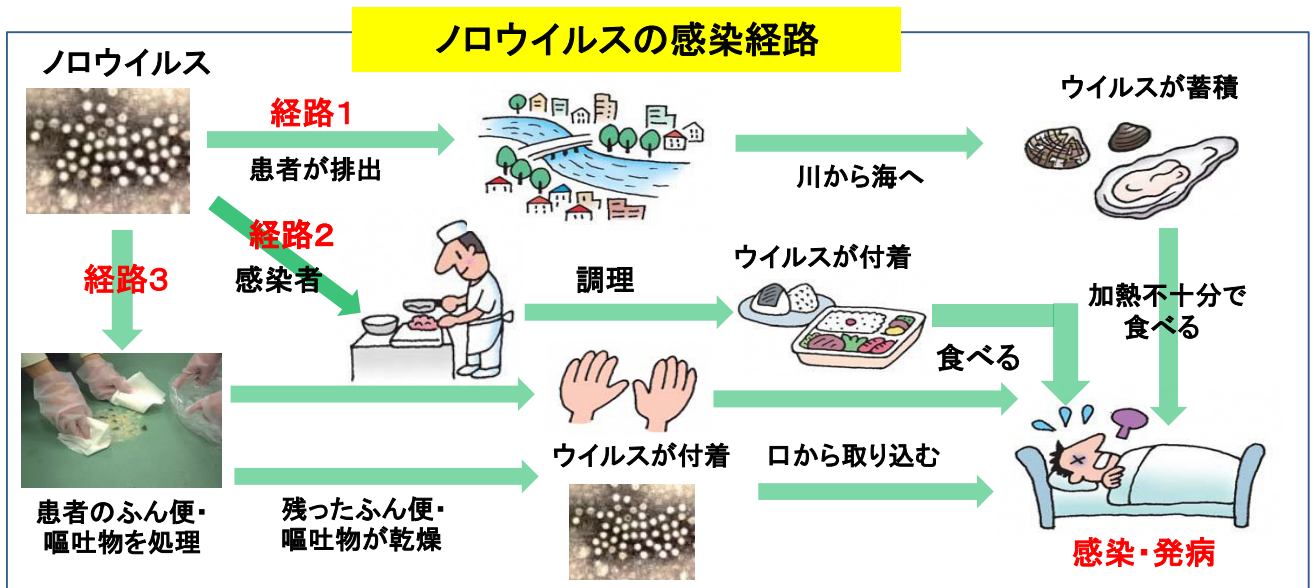 ノロウイルスの感染経路
ノロウイルス
経路1
患者が排出
川から海へ
ウイルスが蓄積
加熱不十分で
食べる
経路2
感染者
調理
ウイルスが付着
食べる
経路3
患者のふん便・
嘔吐物を処理
残ったふん便・
嘔吐物が乾燥
ウイルスが付着
口から取り込む
感染・発病